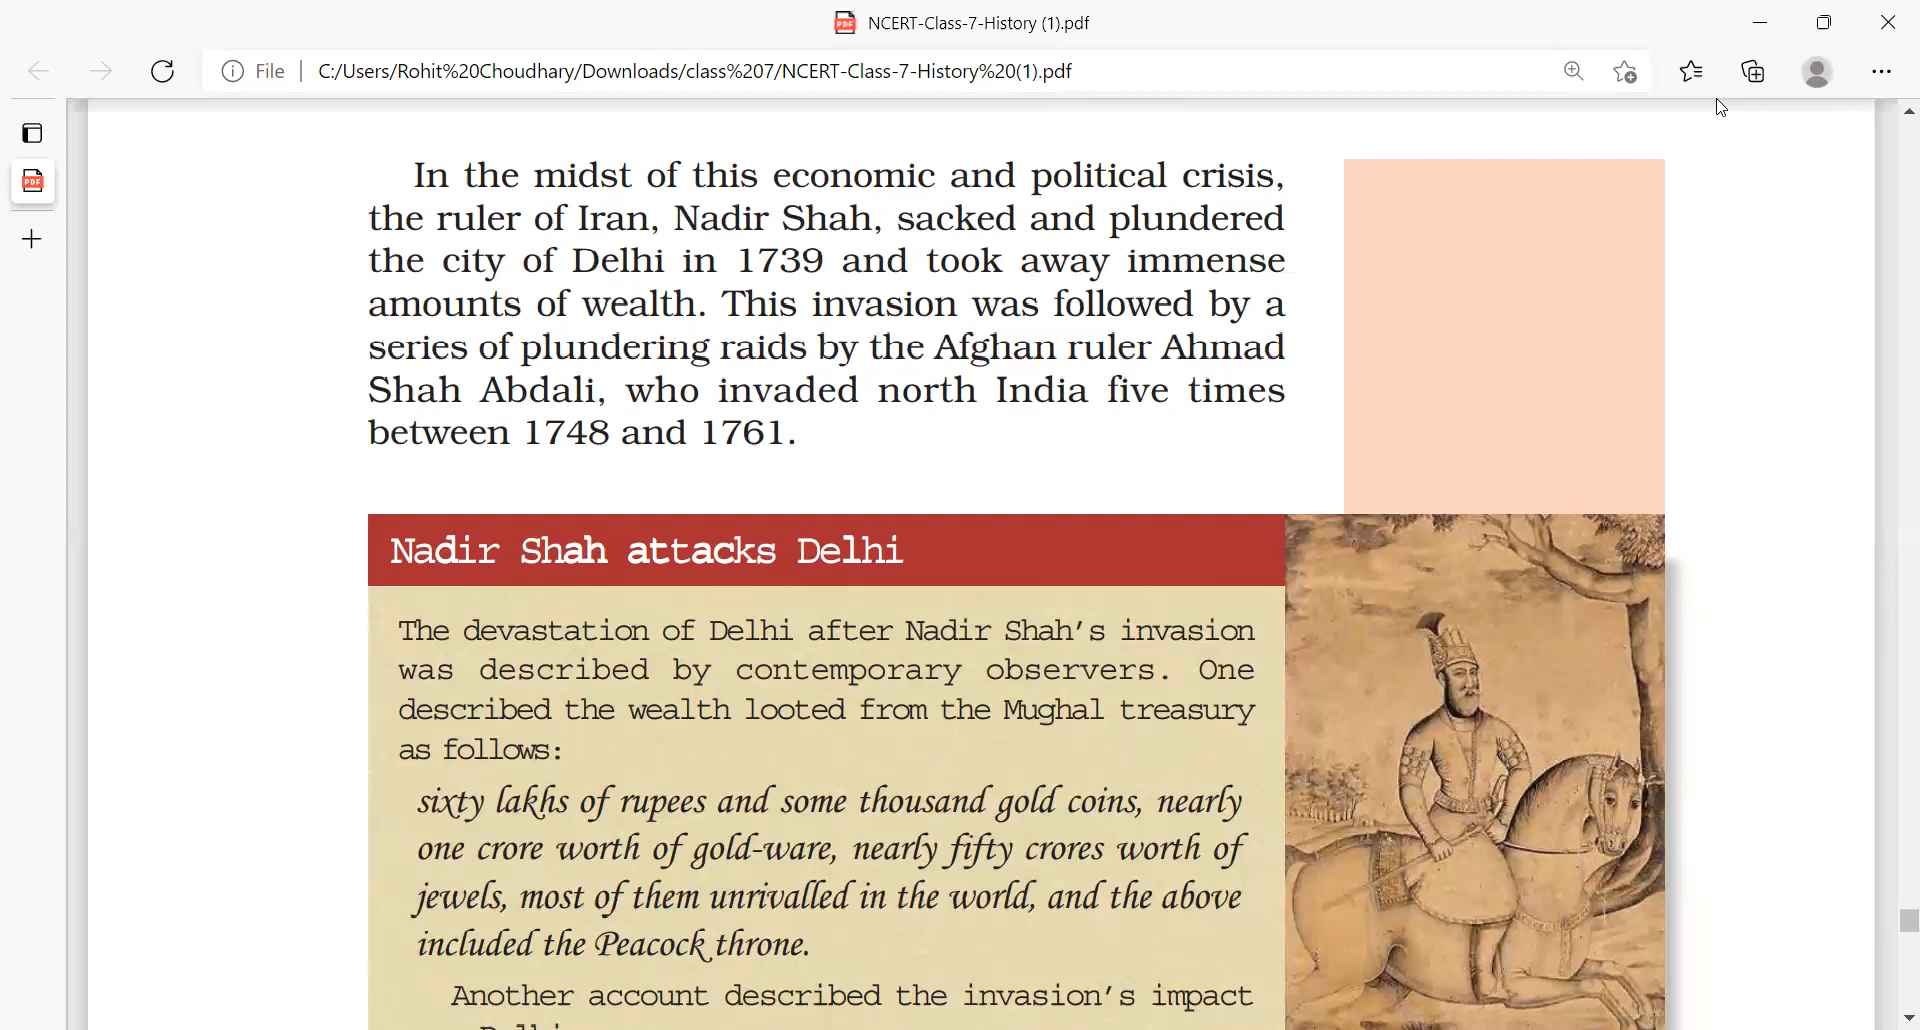 NCERT-Class-7-History (1).pdf
File C:/Users/Rohit%20Choudhary/Downloads/class%207/NCERT-Class-7-History%20(1).pdf
In the midst of this economic and political crisis,
the ruler of Iran, Nadir Shah, sacked and plundered
the city of Delhi in 1739 and took away immense
amounts of wealth. This invasion was followed by a
series of plundering raids by the Afghan ruler Ahmad
Shah Abdali, who invaded north India five times
between 1748 and 1761.
Nadir Shah attacks Delhi
The devastation of Delhi after Nadir Shah’s invasion
was described by contemporary observers. One
described the wealth looted from the Mughal treasury
as follows:
sixty lakhs of rupees and some thousand gold coins, nearly
one crore worth of gold-ware, nearly fifty crores worth of
jewels, most of them unrivalled in the world, and the above
included the Peacock throne.
Another account described the invasion’s impact